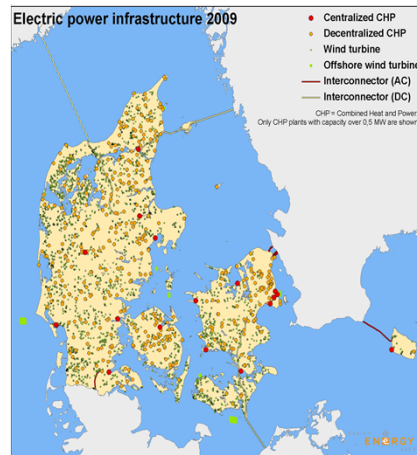 Electric power infrastructure 2009
Centralized CHP
Decentralized CHP
Wind turbine
Offshore wind turbine
Interconnector (AC)
Interconnector (DC)
CHP = Combined Heat and Power
Only CHP plants with capacity over 0,5 MW are shown
ENERGY